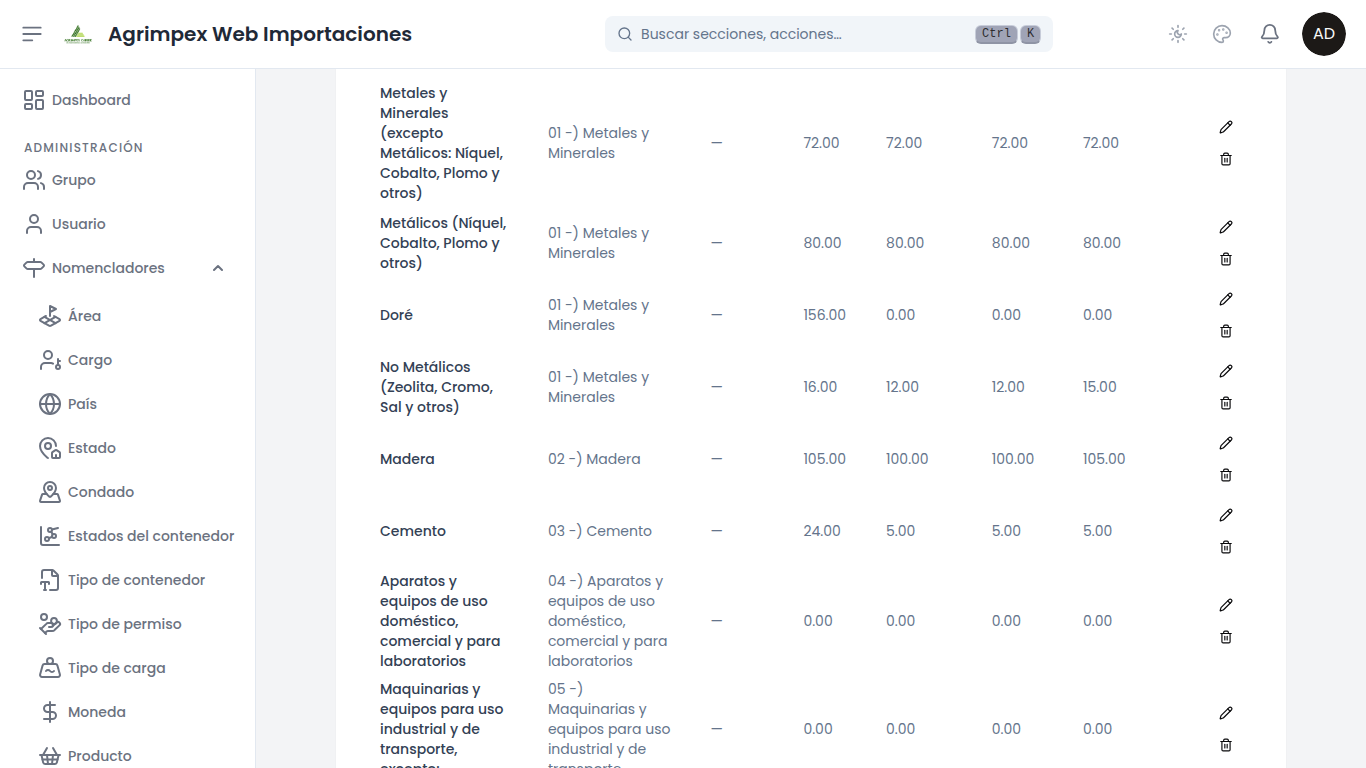 Agrimpex Web Importaciones
Buscar secciones, acciones...
Ctrl
K
AD
Dashboard
ADMINISTRACIÓN
Grupo
Usuario
Nomencladores
Área
Cargo
País
Estado
Condado
Estados del contenedor
Tipo de contenedor
Tipo de permiso
Tipo de carga
Moneda
Producto
Metales y
Minerales
(excepto
Metálicos: Níquel,
Cobalto, Plomo y
otros)
01 -) Metales y
Minerales
—
72.00
72.00
72.00
72.00
Metálicos (Níquel,
Cobalto, Plomo y
otros)
01 -) Metales y
Minerales
—
80.00
80.00
80.00
80.00
Doré
01 -) Metales y
Minerales
—
156.00
0.00
0.00
0.00
No Metálicos
(Zeolita, Cromo,
Sal y otros)
01 -) Metales y
Minerales
—
16.00
12.00
12.00
15.00
Madera
02 -) Madera
—
105.00
100.00
100.00
105.00
Cemento
03 -) Cemento
—
24.00
5.00
5.00
5.00
Aparatos y
equipos de uso
doméstico,
comercial y para
laboratorios
04 -) Aparatos y
equipos de uso
doméstico,
comercial y para
laboratorios
—
0.00
0.00
0.00
0.00
Maquinarias y
equipos para uso
industrial y de
transporte,
excepto:
05 -)
Maquinarias y
equipos para uso
industrial y de
transporte
—
0.00
0.00
0.00
0.00